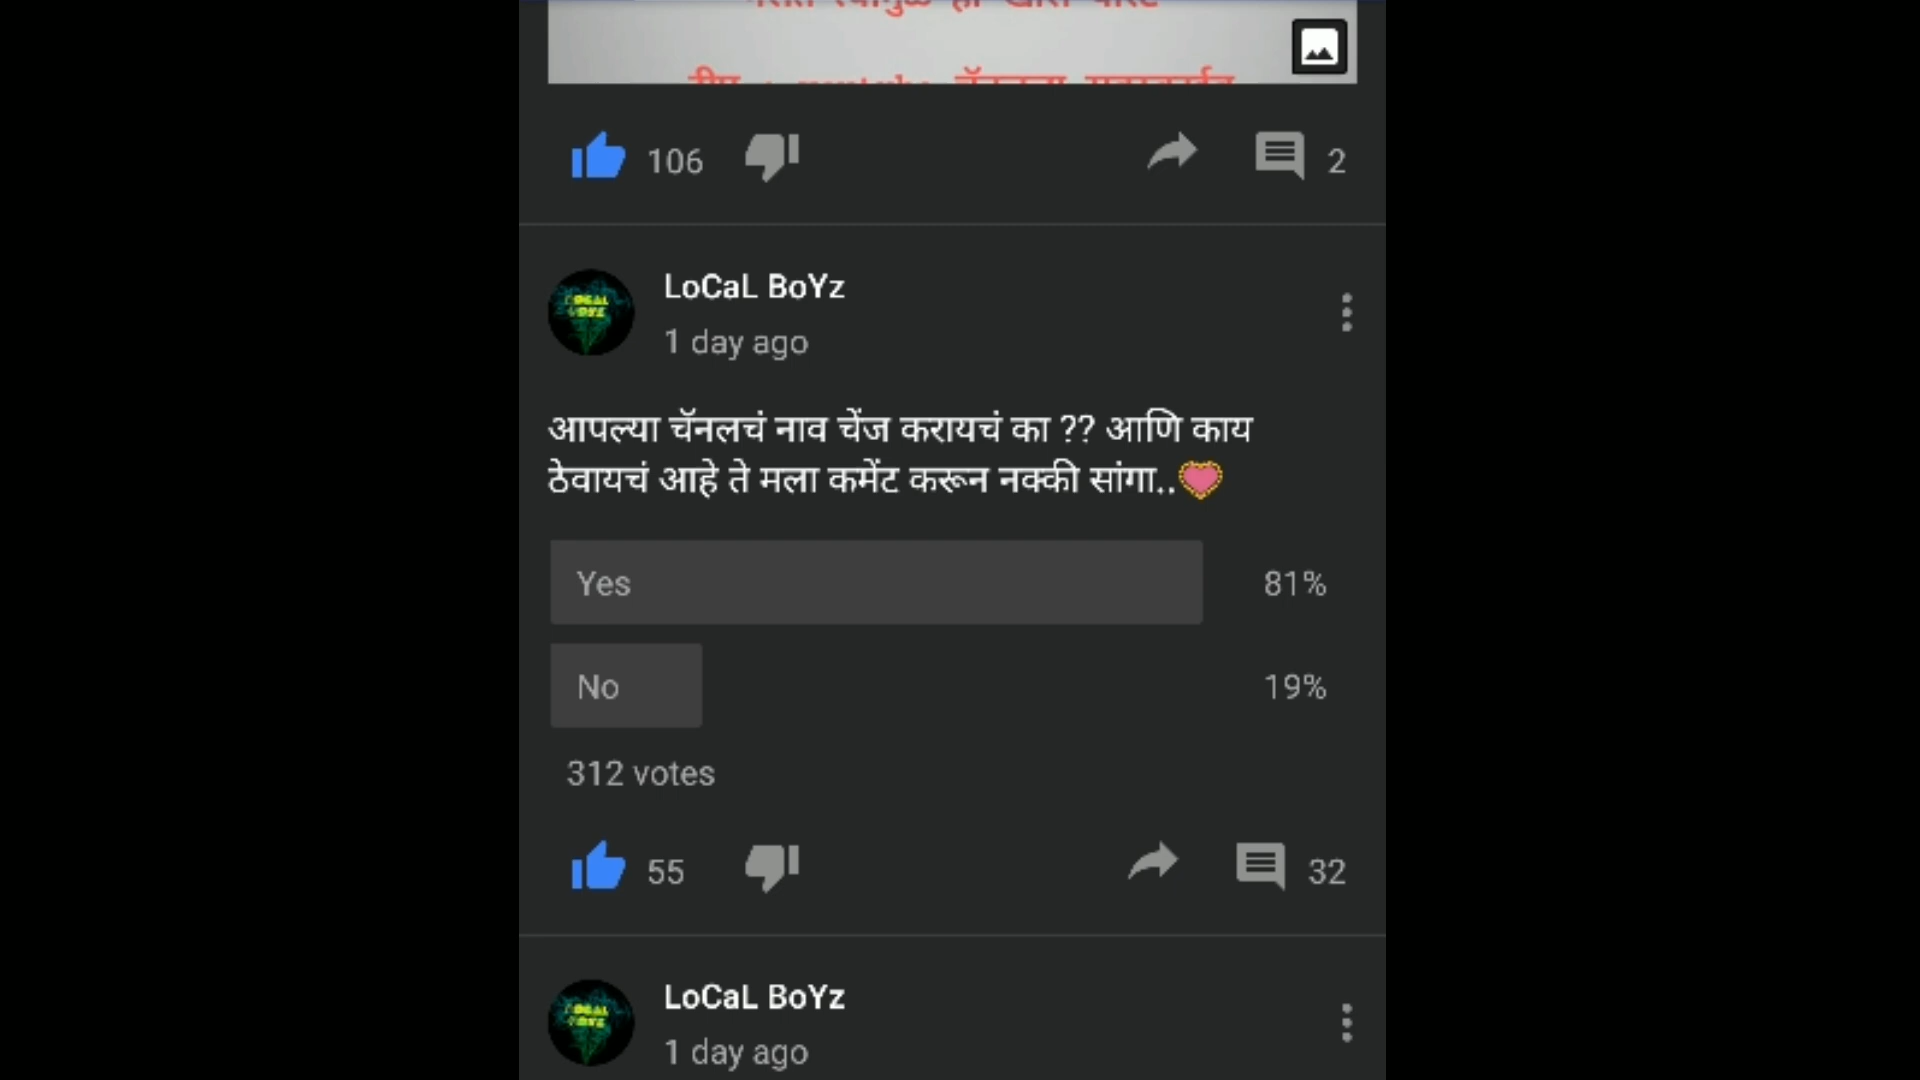 106
2
LoCaL BoYz
1 day ago
आपल्या चॅनलचं नाव चेंज करायचं का ?? आणि काय
ठेवायचं आहे ते मला कमेंट करून नक्की सांगा..💝
Yes 81%
No 19%
312 votes
55
32
LoCaL BoYz
1 day ago